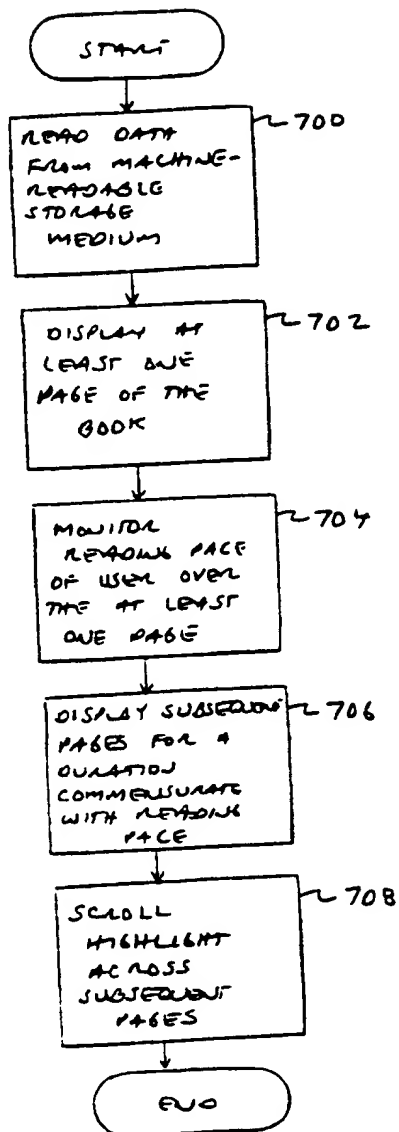 START
700
READ DATA
FROM MACHINE-
READABLE
STORAGE
MEDIUM
702
DISPLAY AT
LEAST ONE
PAGE OF THE
BOOK
704
MONITOR
READING PACE
OF USER OVER
THE AT LEAST
ONE PAGE
706
DISPLAY SUBSEQUENT
PAGES FOR A
DURATION
COMMENSURATE
WITH READING
PACE
708
SCROLL
HIGHLIGHT
ACROSS
SUBSEQUENT
PAGES
END